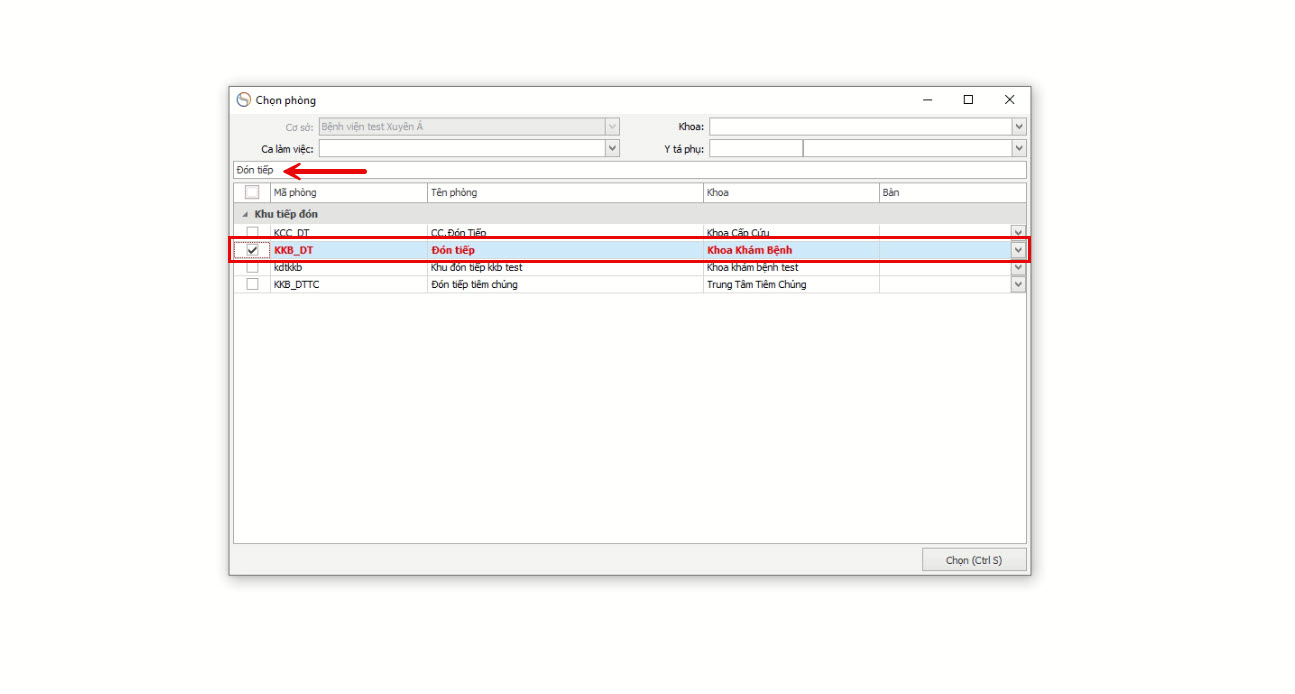 Chọn phòng
Cơ sở: Bệnh viện test Xuyên Á Khoa:
Ca làm việc: Y tá phụ:
Đón tiếp
Mã phòng Tên phòng Khoa Bàn
Khu tiếp đón
KCC_DT CC.Đón Tiếp Khoa Cấp Cứu
KKB_DT Đón tiếp Khoa Khám Bệnh
kdtkkb Khu đón tiếp kkb test Khoa khám bệnh test
KKB_DTTC Đón tiếp tiêm chủng Trung Tâm Tiêm Chủng
Chọn (Ctrl S)